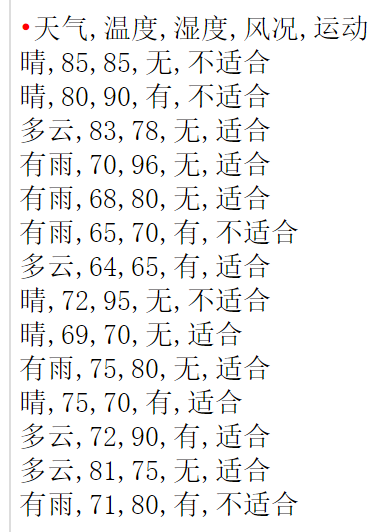 •天气,温度,湿度,风况,运动
晴,85,85,无,不适合
晴,80,90,有,不适合
多云,83,78,无,适合
有雨,70,96,无,适合
有雨,68,80,无,适合
有雨,65,70,有,不适合
多云,64,65,有,适合
晴,72,95,无,不适合
晴,69,70,无,适合
有雨,75,80,无,适合
晴,75,70,有,适合
多云,72,90,有,适合
多云,81,75,无,适合
有雨,71,80,有,不适合